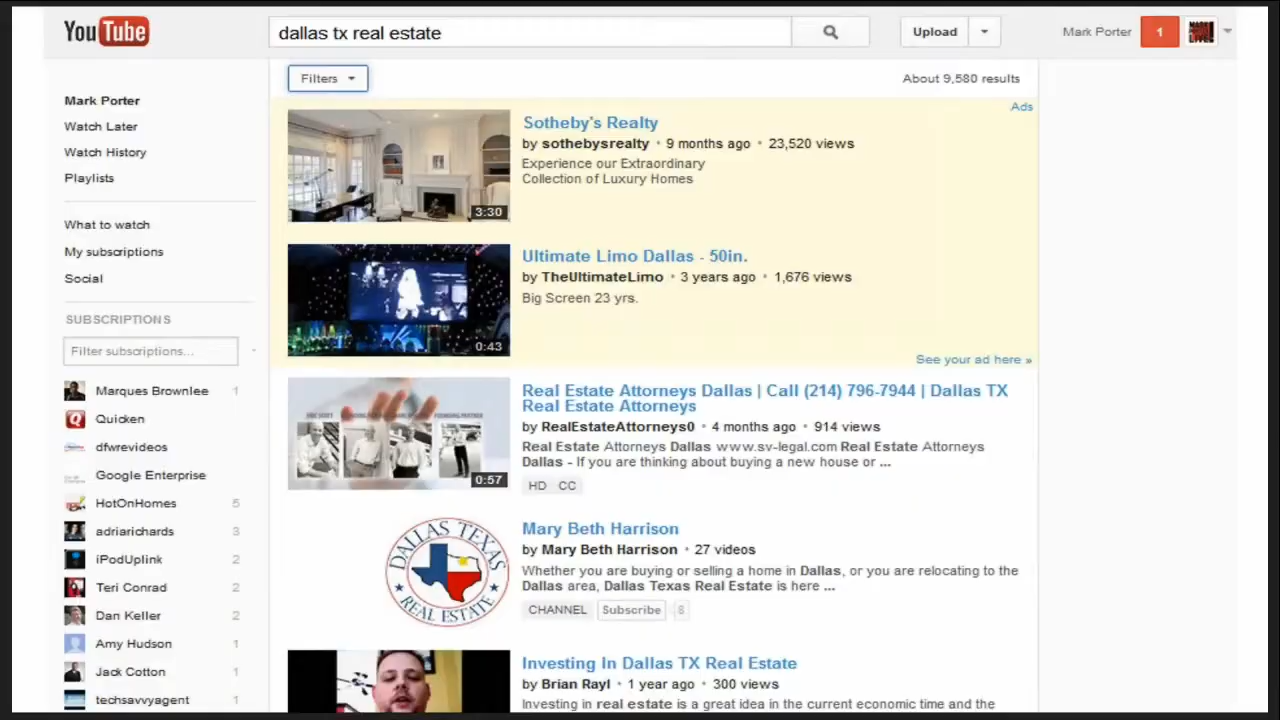 YouTube
dallas tx real estate
Upload
Mark Porter
1
Filters
About 9,580 results
Mark Porter
Watch Later
Watch History
Playlists
What to watch
My subscriptions
Social
SUBSCRIPTIONS
Filter subscriptions...
Marques Brownlee 1
Quicken
dfwrevideos
Google Enterprise
HotOnHomes 5
adriarichards 3
iPodUplink 2
Teri Conrad 2
Dan Keller 2
Amy Hudson 1
Jack Cotton 1
techsavvyagent 1
Ads
Sotheby's Realty
by sothebysrealty • 9 months ago • 23,520 views
Experience our Extraordinary
Collection of Luxury Homes
3:30
Ultimate Limo Dallas - 50in.
by TheUltimateLimo • 3 years ago • 1,676 views
Big Screen 23 yrs.
0:43
See your ad here »
Real Estate Attorneys Dallas | Call (214) 796-7944 | Dallas TX
Real Estate Attorneys
by RealEstateAttorneys0 • 4 months ago • 914 views
Real Estate Attorneys Dallas www.sv-legal.com Real Estate Attorneys
Dallas - If you are thinking about buying a new house or ...
HD CC
0:57
DALLAS TEXAS
REAL ESTATE
Mary Beth Harrison
by Mary Beth Harrison • 27 videos
Whether you are buying or selling a home in Dallas, or you are relocating to the
Dallas area, Dallas Texas Real Estate is here ...
CHANNEL Subscribe 8
Investing In Dallas TX Real Estate
by Brian Rayl • 1 year ago • 300 views
Investing in real estate is a great idea in the current economic time and the